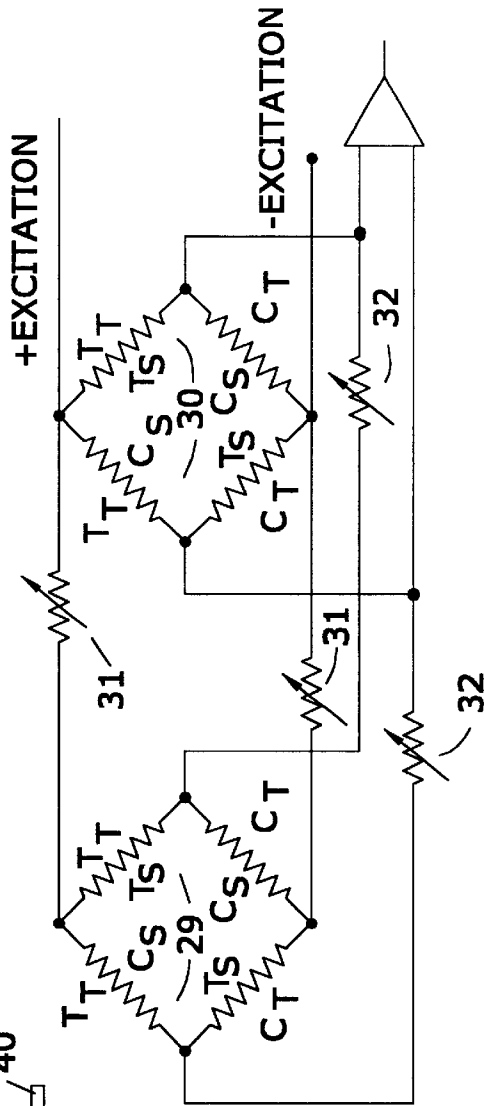 +EXCITATION
-EXCITATION
31
TT
TT
TS
CS
30
CS
TS
CT
CT
32
31
32
TT
TT
TS
CS
29
CS
TS
CT
CT
40